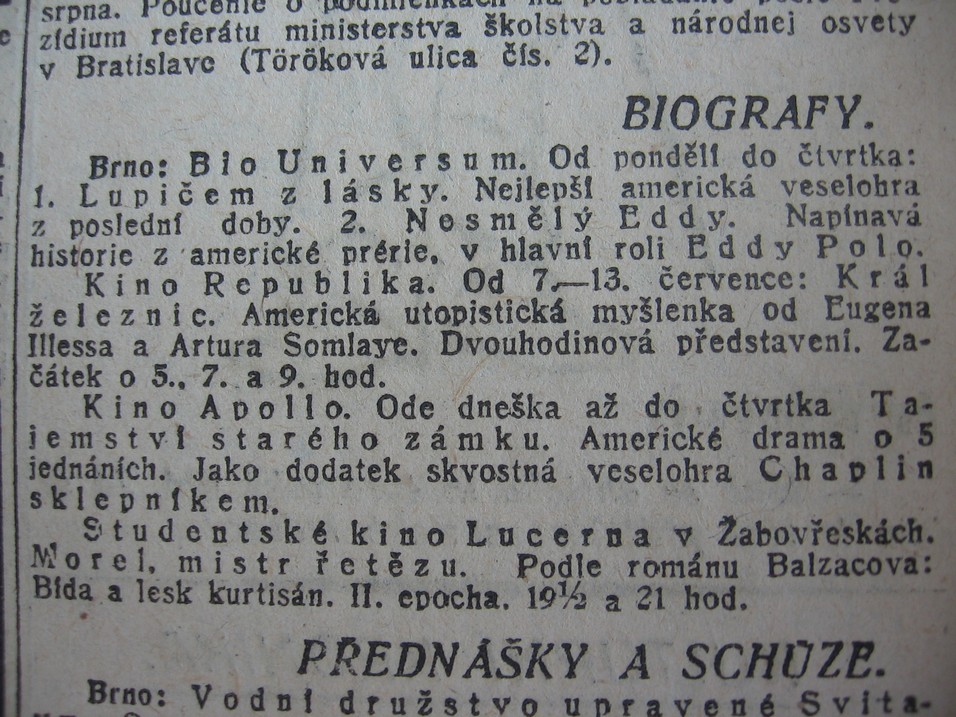 srpna. Poučenie o podmienkach na
zídium referátu ministerstva školstva a národnej osvety
v Bratislave (Töröková ulica čís. 2).
BIOGRAFY.
Brno: Bio Universum. Od pondělí do čtvrtka:
1. Lupičem z lásky. Nejlepší americká veselohra
z poslední doby. 2. Nesmělý Eddy. Napínavá
historie z americké prérie, v hlavní roli Eddy Polo.
Kino Republika. Od 7.—13. července: Král
železnic. Americká utopistická myšlenka od Eugena
Illessa a Artura Somlaye. Dvouhodinová představení. Za-
čátek o 5., 7. a 9. hod.
Kino Apollo. Ode dneška až do čtvrtka Ta-
jemství starého zámku. Americké drama o 5
jednáních. Jako dodatek skvostná veselohra Chaplin
sklepníkem.
Studentské kino Lucerna v Žabovřeskách.
Morel, mistr řetězu. Podle románu Balzacova:
Bída a lesk kurtisán. II. epocha. 19½ a 21 hod.
PŘEDNÁŠKY A SCHŮZE.
Brno: Vodní družstvo upravené Svita-